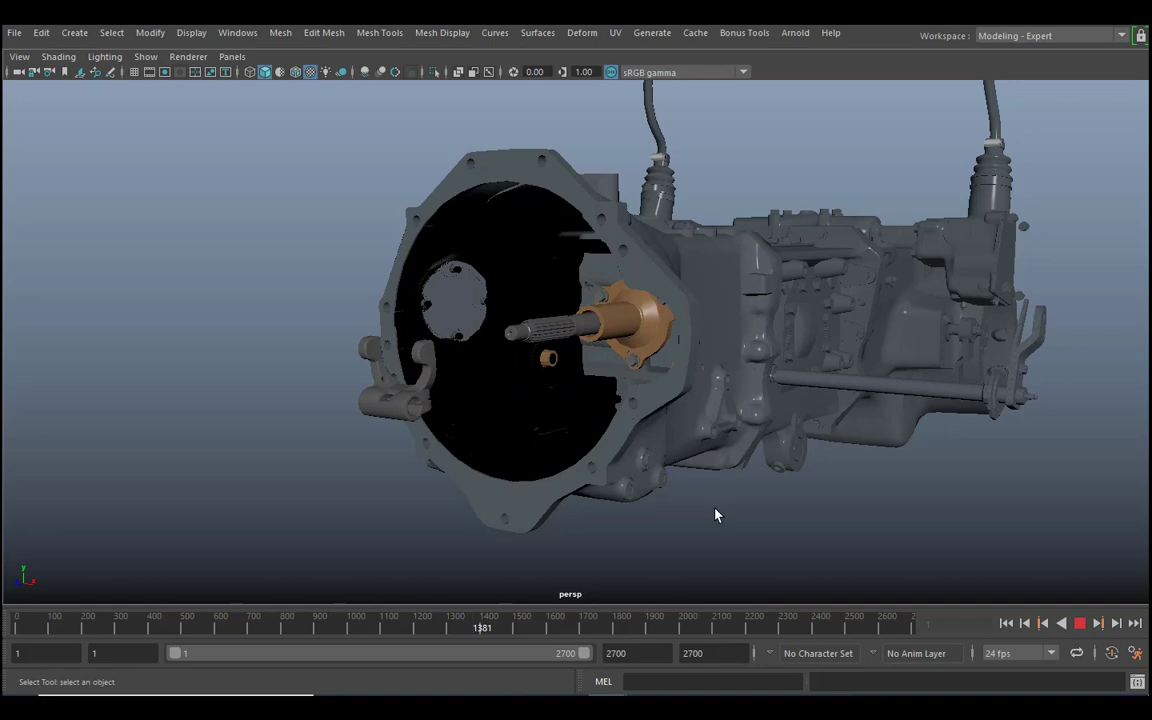 File Edit Create Select Modify Display Windows Mesh Edit Mesh Mesh Tools Mesh Display Curves Surfaces Deform UV Generate Cache Bonus Tools Arnold Help Workspace : Modeling - Expert
View Shading Lighting Show Renderer Panels
0.00 1.00 sRGB gamma
y
x
persp
0 100 200 300 400 500 600 700 800 900 1000 1100 1200 1300 1400 1500 1600 1700 1800 1900 2000 2100 2200 2300 2400 2500 2600 2
1381
1
1 1 1 2700 2700 2700 No Character Set No Anim Layer 24 fps
Select Tool: select an object MEL